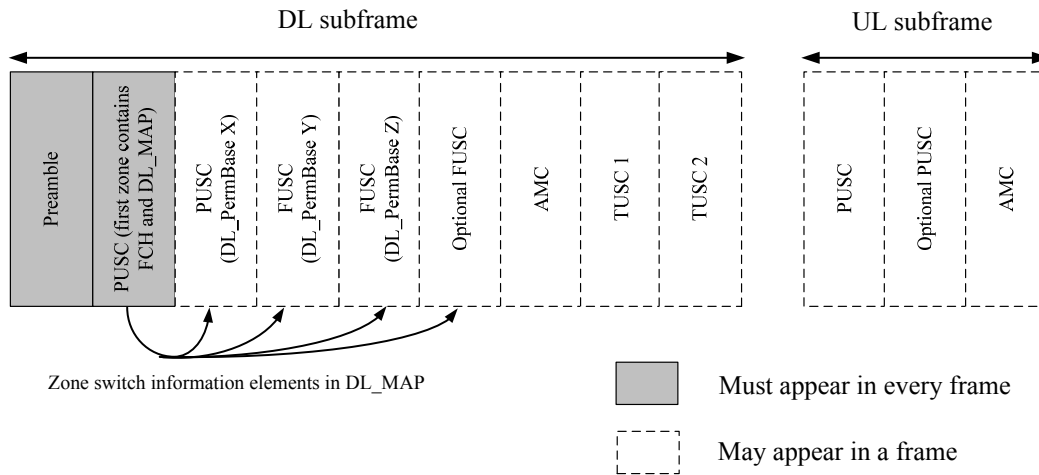 DL subframe
UL subframe
Preamble
PUSC (first zone contains
FCH and DL_MAP)
PUSC
(DL_PermBase X)
FUSC
(DL_PermBase Y)
FUSC
(DL_PermBase Z)
Optional FUSC
AMC
TUSC 1
TUSC 2
PUSC
Optional PUSC
AMC
Zone switch information elements in DL_MAP
Must appear in every frame
May appear in a frame